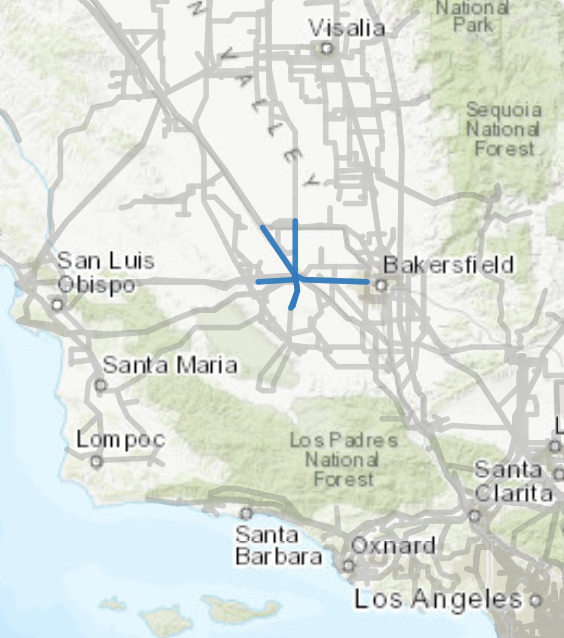 National
Park
Visalia
N VALLEY
Sequoia
National
Forest
San Luis
Obispo
Bakersfield
Santa Maria
Lompoc
Los Padres
National
Forest
L
Santa
Clarita
Santa
Barbara
Oxnard
Los Angeles